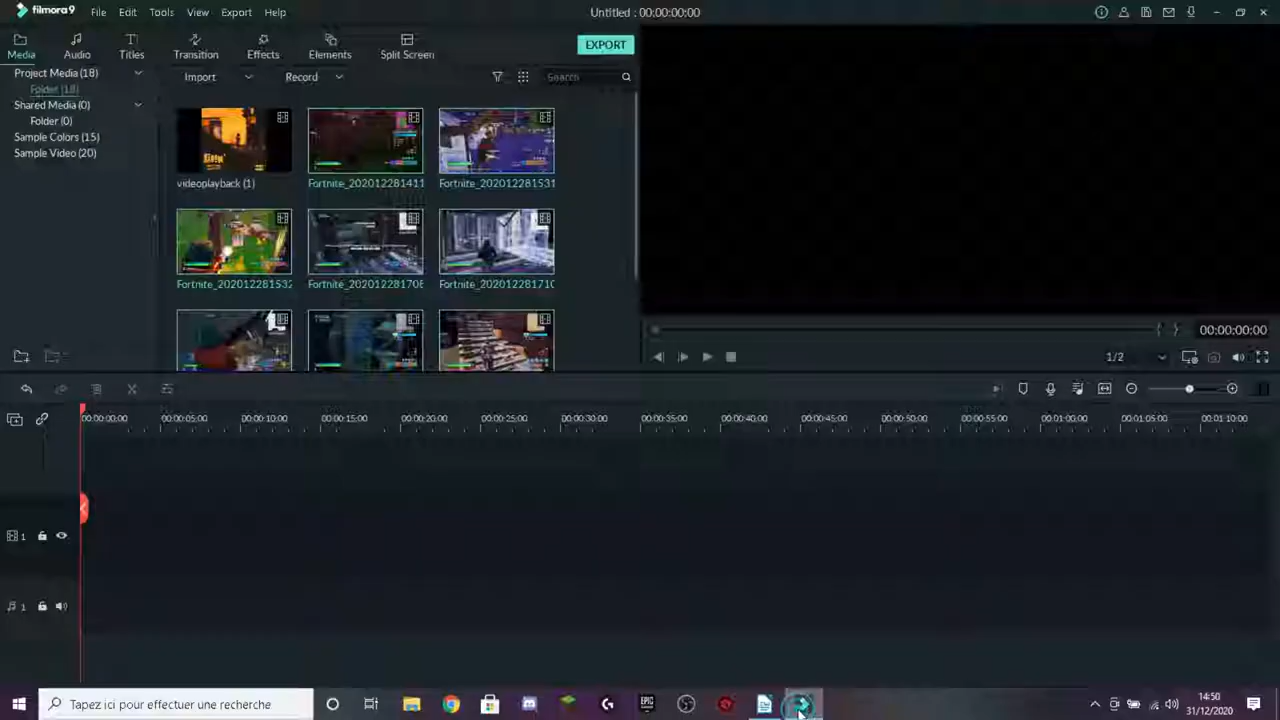 filmora9 File Edit Tools View Export Help Untitled : 00:00:00:00
Media Audio Titles Transition Effects Elements Split Screen EXPORT
Project Media (18) Import Record Search
Folder (18)
Shared Media (0)
Folder (0)
Sample Colors (15)
Sample Video (20)
videoplayback (1) Fortnite_202012281411 Fortnite_202012281531
Fortnite_202012281532 Fortnite_202012281706 Fortnite_202012281710
00:00:00:00
1/2
00:00:00:00 00:00:05:00 00:00:10:00 00:00:15:00 00:00:20:00 00:00:25:00 00:00:30:00 00:00:35:00 00:00:40:00 00:00:45:00 00:00:50:00 00:00:55:00 00:01:00:00 00:01:05:00 00:01:10:00
1
1
Tapez ici pour effectuer une recherche EPIC 14:50
31/12/2020